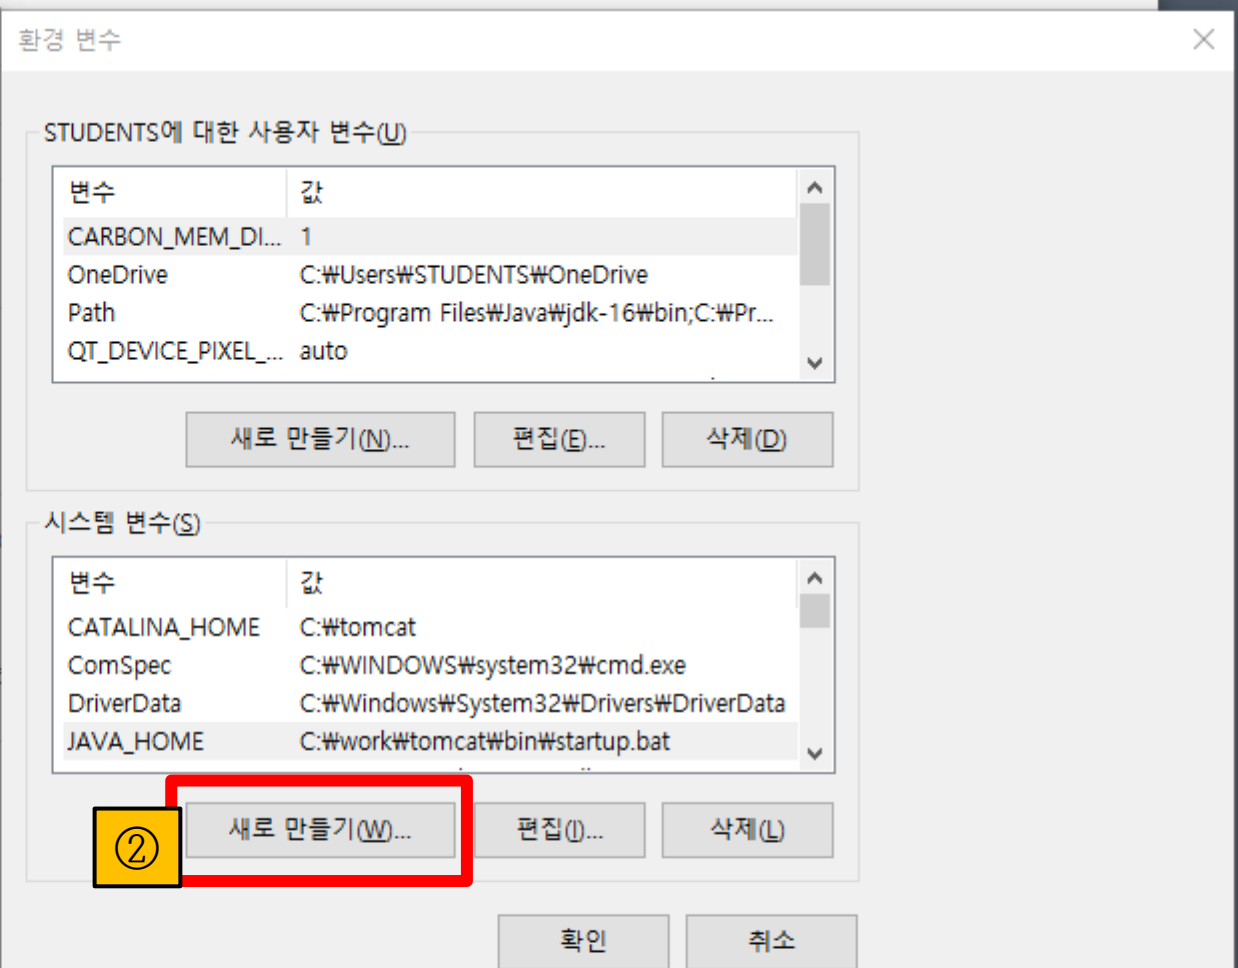 환경 변수
STUDENTS에 대한 사용자 변수(U)
변수 값
CARBON_MEM_DI... 1
OneDrive C:₩Users₩STUDENTS₩OneDrive
Path C:₩Program Files₩Java₩jdk-16₩bin;C:₩Pr...
QT_DEVICE_PIXEL_... auto
새로 만들기(N)... 편집(E)... 삭제(D)
시스템 변수(S)
변수 값
CATALINA_HOME C:₩tomcat
ComSpec C:₩WINDOWS₩system32₩cmd.exe
DriverData C:₩Windows₩System32₩Drivers₩DriverData
JAVA_HOME C:₩work₩tomcat₩bin₩startup.bat
② 새로 만들기(W)... 편집(I)... 삭제(L)
확인 취소